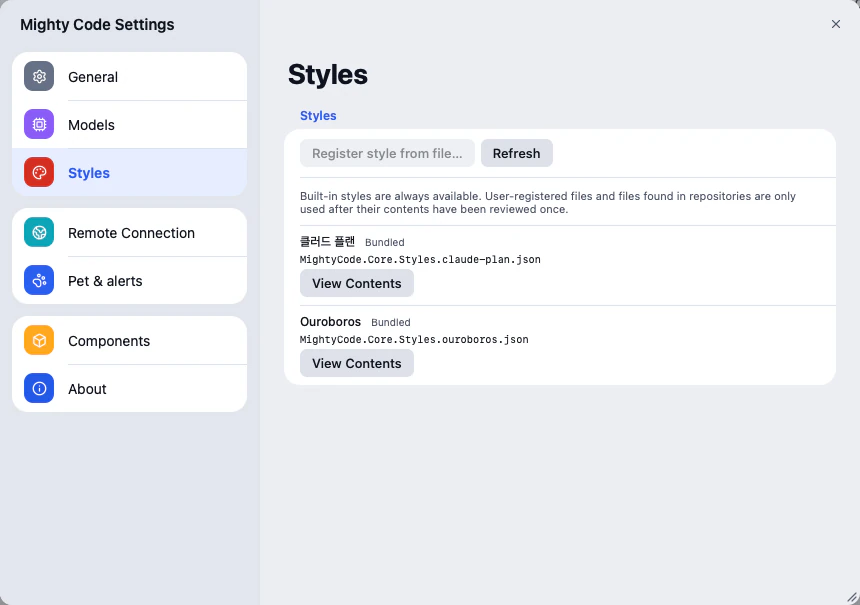 Mighty Code Settings
General
Models
Styles
Remote Connection
Pet & alerts
Components
About
Styles
Styles
Register style from file...
Refresh
Built-in styles are always available. User-registered files and files found in repositories are only
used after their contents have been reviewed once.
클러드 플랜 Bundled
MightyCode.Core.Styles.claude-plan.json
View Contents
Ouroboros Bundled
MightyCode.Core.Styles.ouroboros.json
View Contents